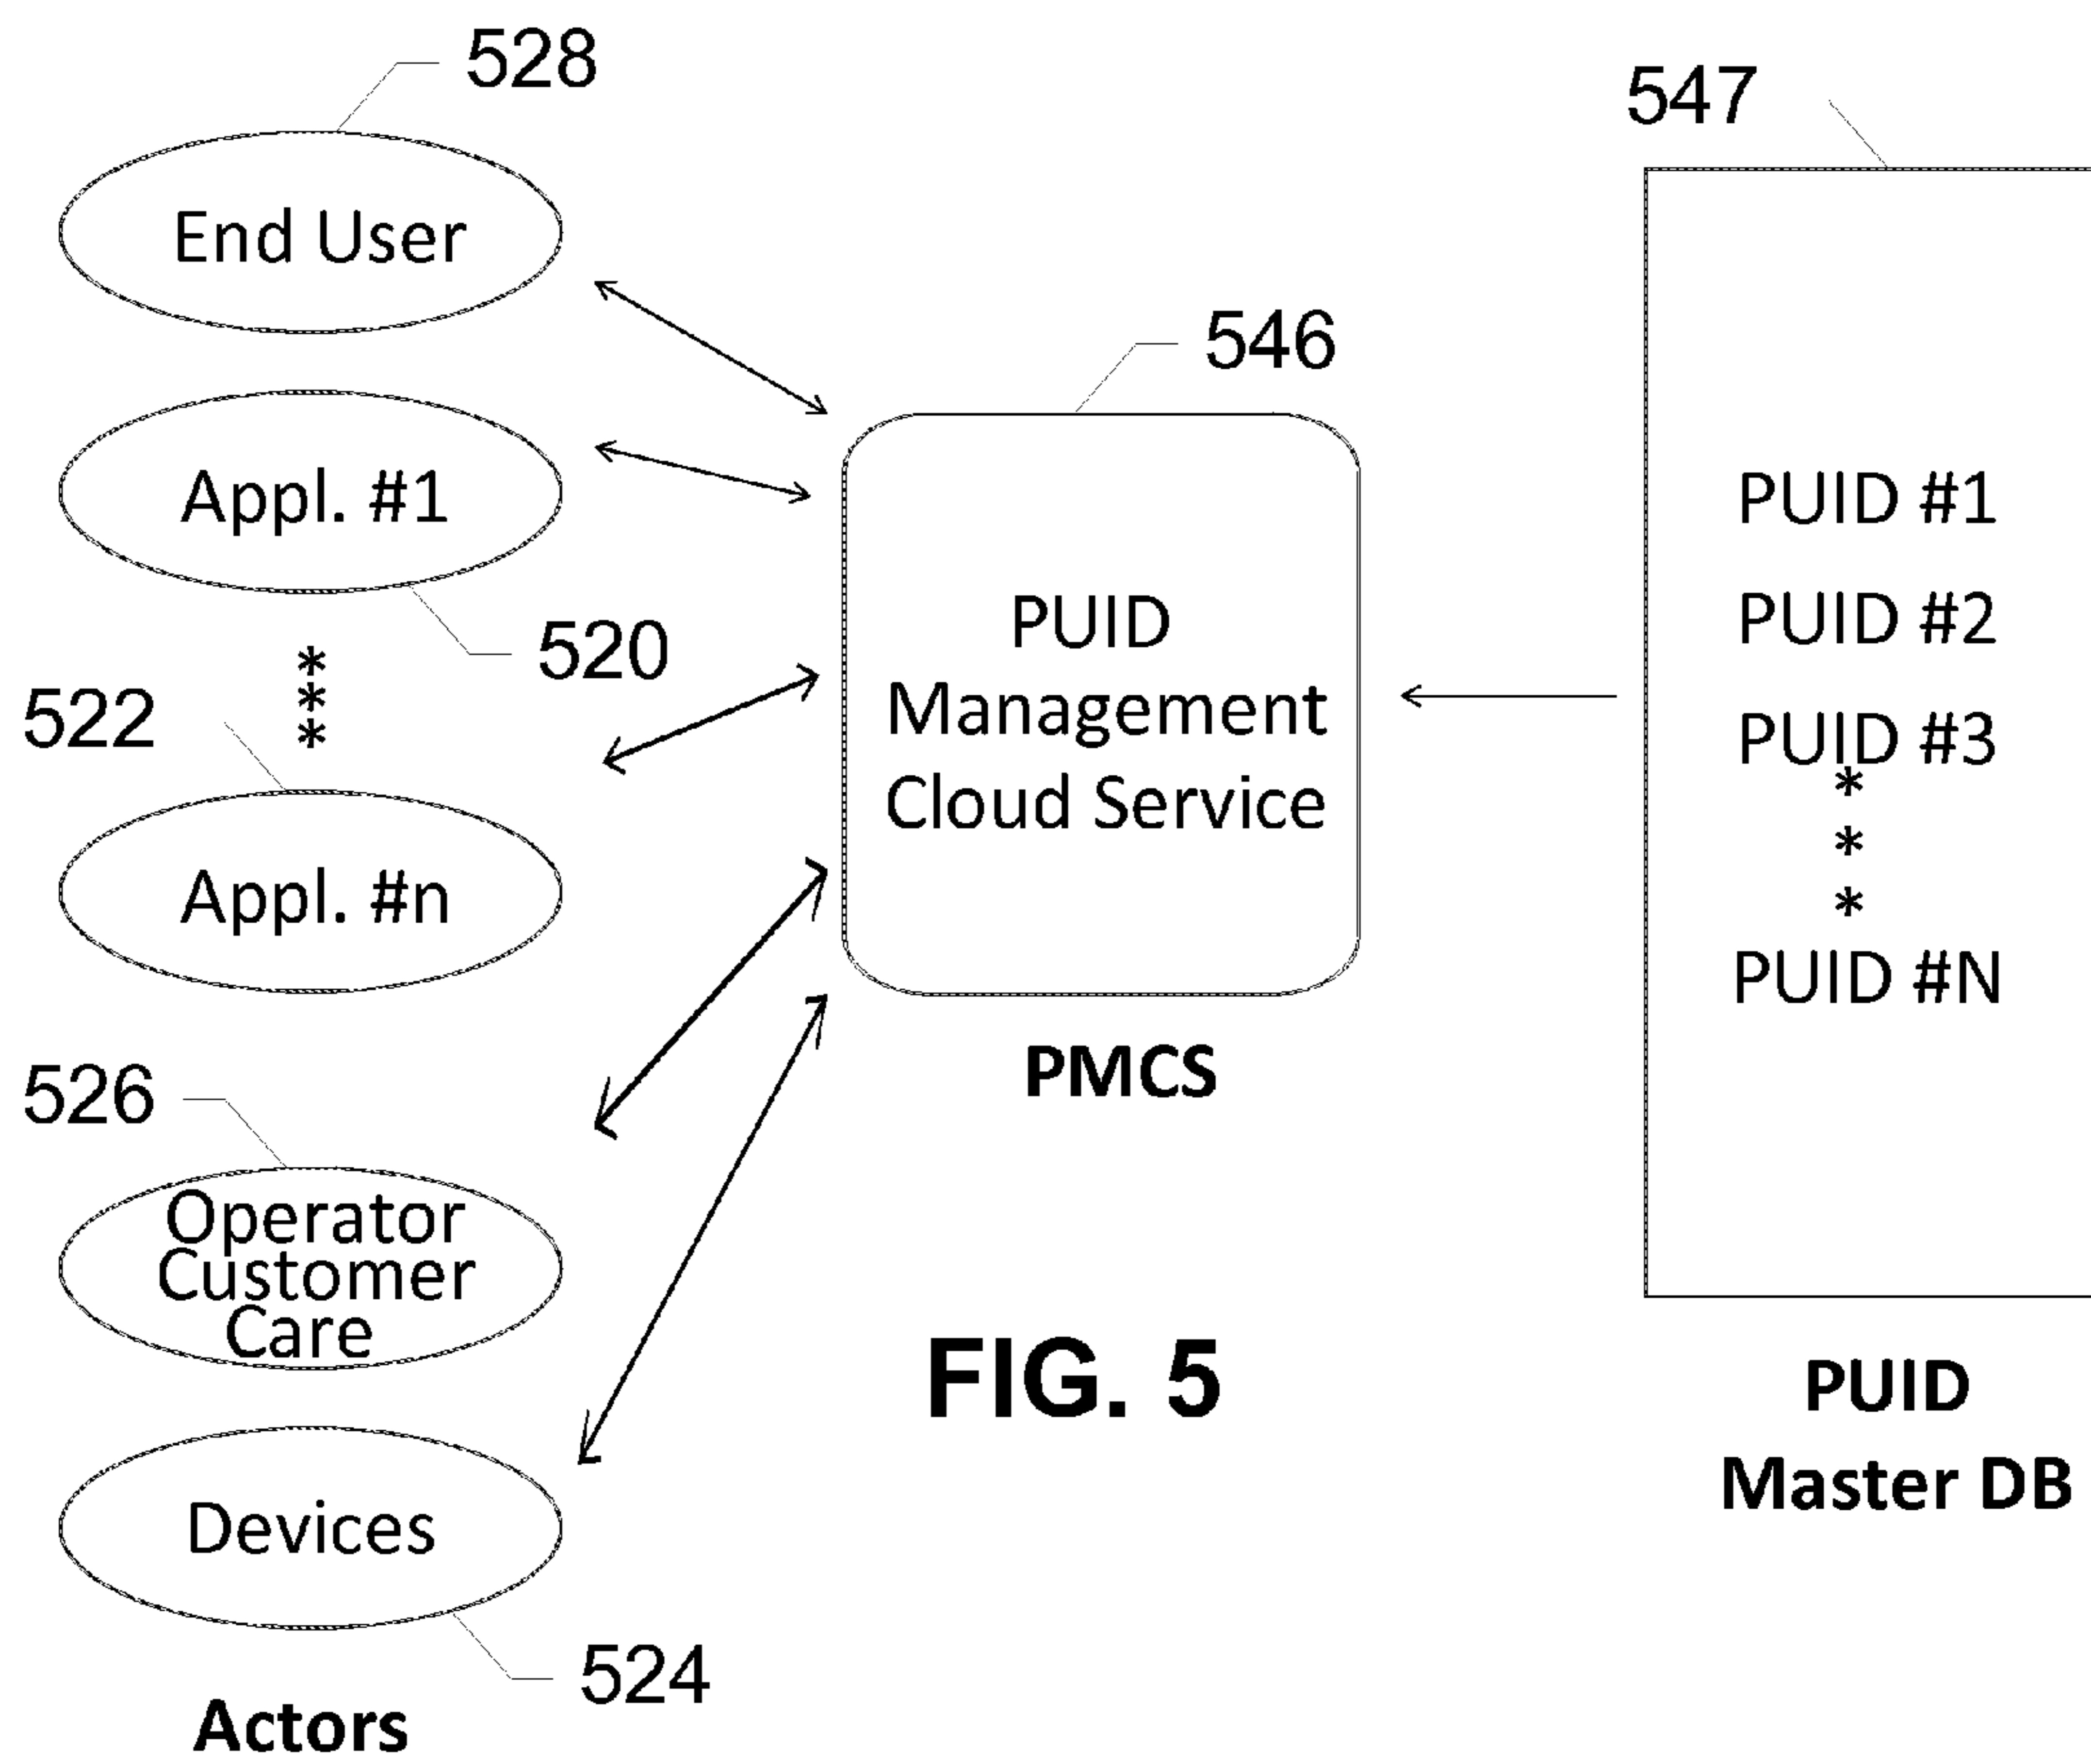 528
End User
Appl. #1
520
*
*
*
522
Appl. #n
526
Operator
Customer
Care
Devices
524
Actors
546
PUID
Management
Cloud Service
PMCS
FIG. 5
547
PUID #1
PUID #2
PUID #3
*
*
*
PUID #N
PUID
Master DB